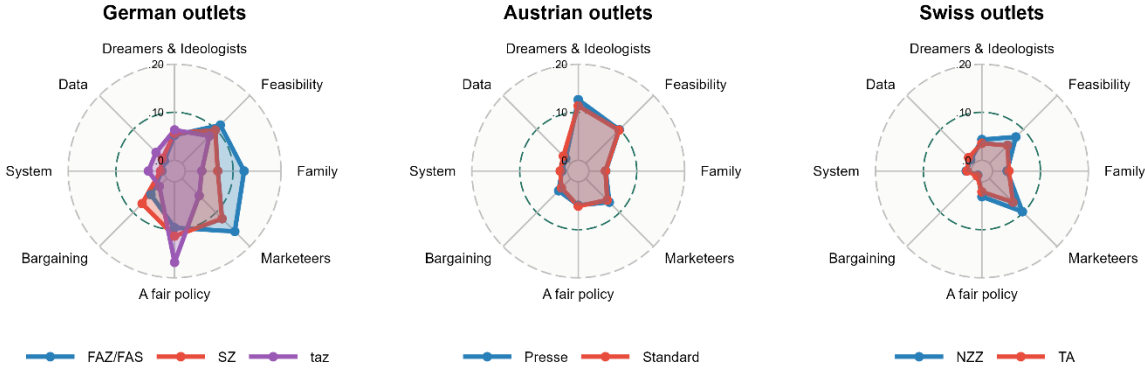 German outlets
Dreamers & Ideologists
.20
Data
Feasibility
.10
.0
System
Family
Bargaining
Marketeers
A fair policy
FAZ/FAS SZ taz
Austrian outlets
Dreamers & Ideologists
.20
Data
Feasibility
.10
.0
System
Family
Bargaining
Marketeers
A fair policy
Presse Standard
Swiss outlets
Dreamers & Ideologists
.20
Data
Feasibility
.10
.0
System
Family
Bargaining
Marketeers
A fair policy
NZZ TA